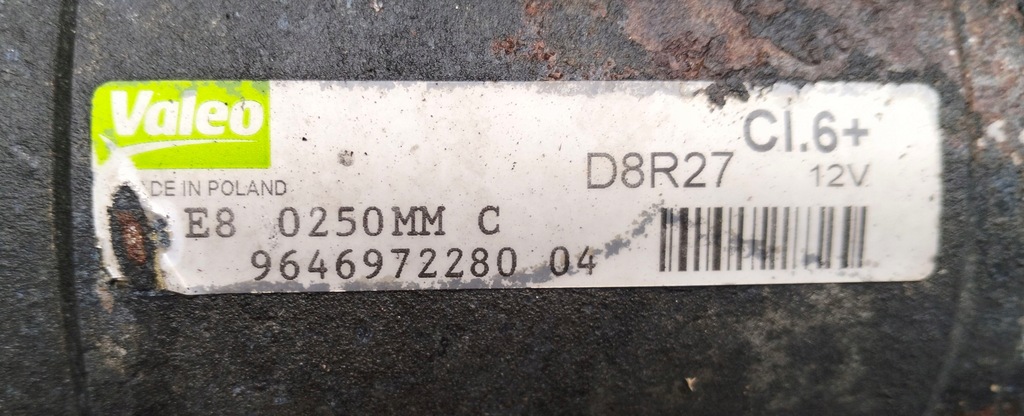 Valeo
Cl.6+
D8R27
12V
DE IN POLAND
E8 0250MM C
9646972280 04